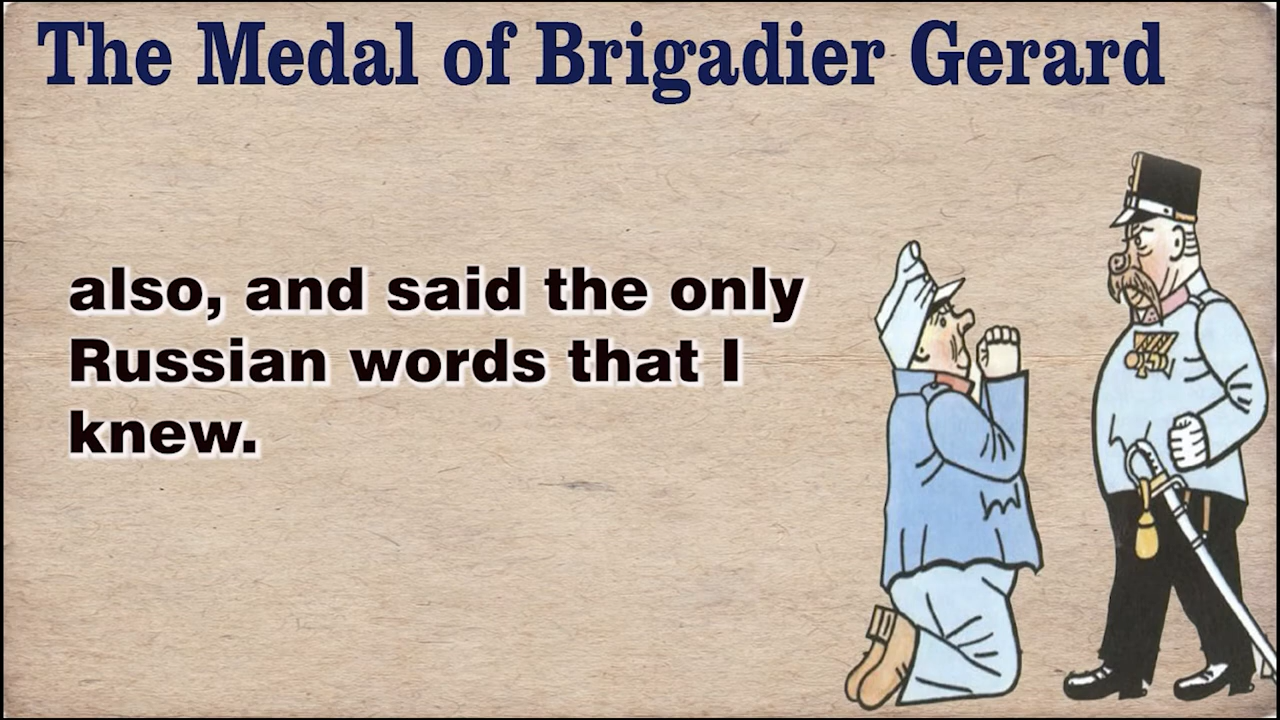 The Medal of Brigadier Gerard
also, and said the only
Russian words that I
knew.